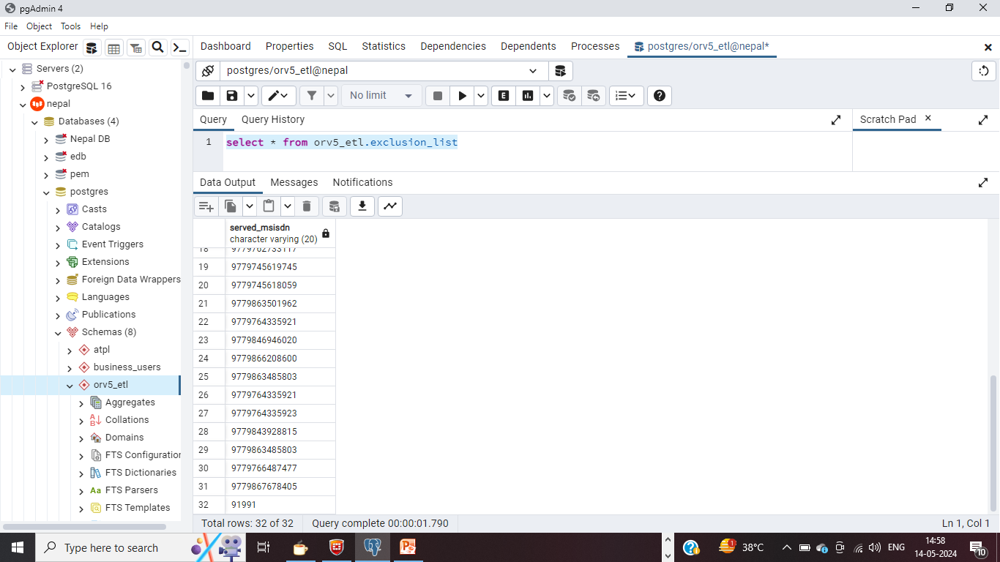 pgAdmin 4
File Object Tools Help
Object Explorer
Dashboard Properties SQL Statistics Dependencies Dependents Processes postgres/orv5_etl@nepal*
Servers (2)
PostgreSQL 16
nepal
Databases (4)
Nepal DB
edb
pem
postgres
Casts
Catalogs
Event Triggers
Extensions
Foreign Data Wrappers
Languages
Publications
Schemas (8)
atpl
business_users
orv5_etl
Aggregates
Collations
Domains
FTS Configuration
FTS Dictionaries
Aa FTS Parsers
FTS Templates
postgres/orv5_etl@nepal
No limit
E
Query Query History
Scratch Pad
1 select * from orv5_etl.exclusion_list
Data Output Messages Notifications
served_msisdn
character varying (20)
18 9779762733117
19 9779745619745
20 9779745618059
21 9779863501962
22 9779764335921
23 9779846946020
24 9779866208600
25 9779863485803
26 9779764335921
27 9779764335923
28 9779843928815
29 9779863485803
30 9779766487477
31 9779867678405
32 91991
Total rows: 32 of 32 Query complete 00:00:01.790 Ln 1, Col 1
Type here to search
1
38°C
ENG
14:58
14-05-2024
10